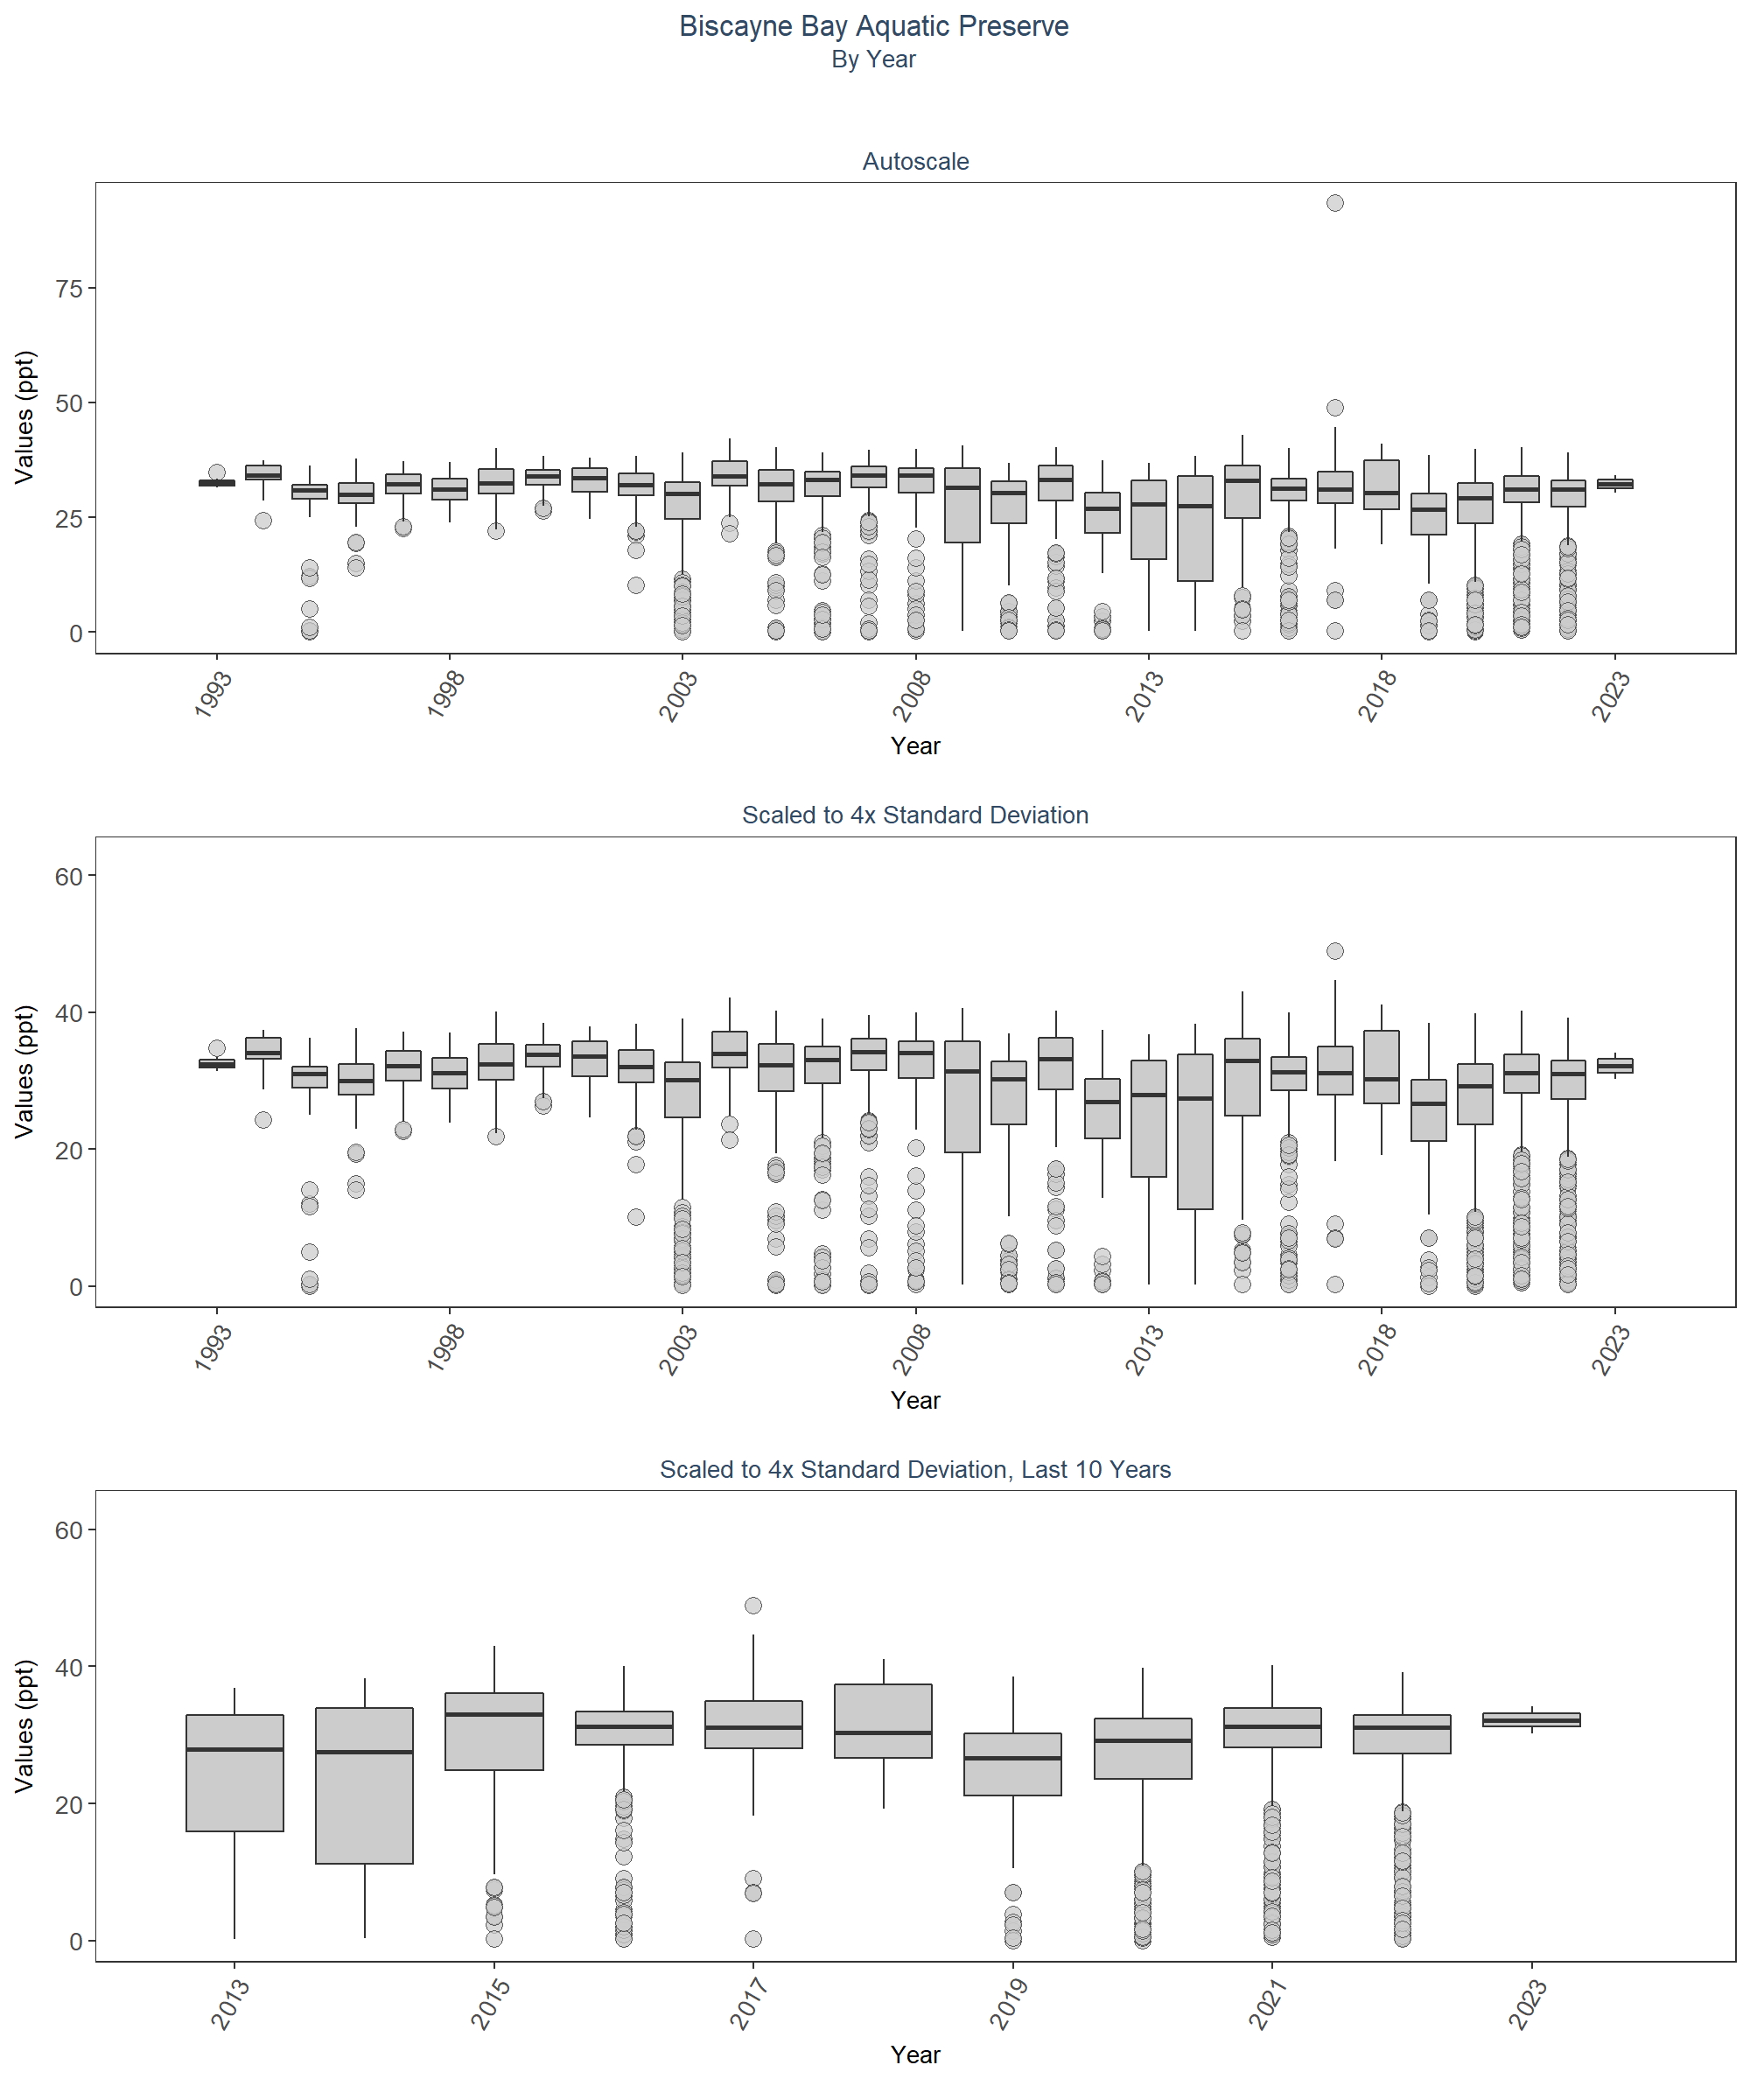 Biscayne Bay Aquatic Preserve
By Year
Autoscale
Values (ppt)
75
50
25
0
1993 1998 2003 2008 2013 2018 2023
Year
Scaled to 4x Standard Deviation
Values (ppt)
60
40
20
0
1993 1998 2003 2008 2013 2018 2023
Year
Scaled to 4x Standard Deviation, Last 10 Years
Values (ppt)
60
40
20
0
2013 2015 2017 2019 2021 2023
Year